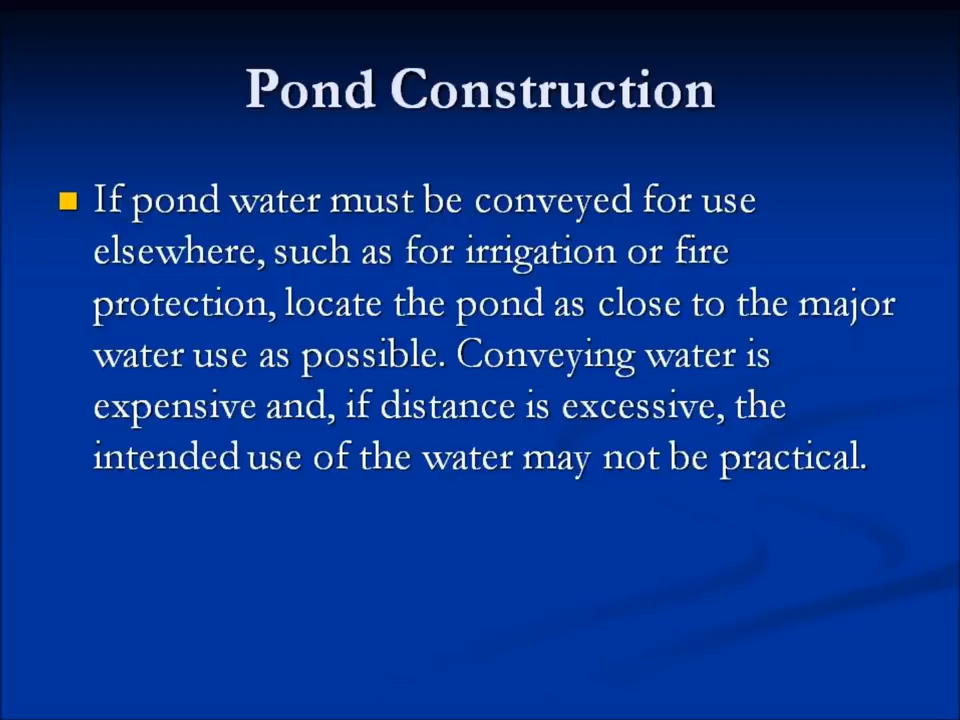 Pond Construction
If pond water must be conveyed for use
elsewhere, such as for irrigation or fire
protection, locate the pond as close to the major
water use as possible. Conveying water is
expensive and, if distance is excessive, the
intended use of the water may not be practical.